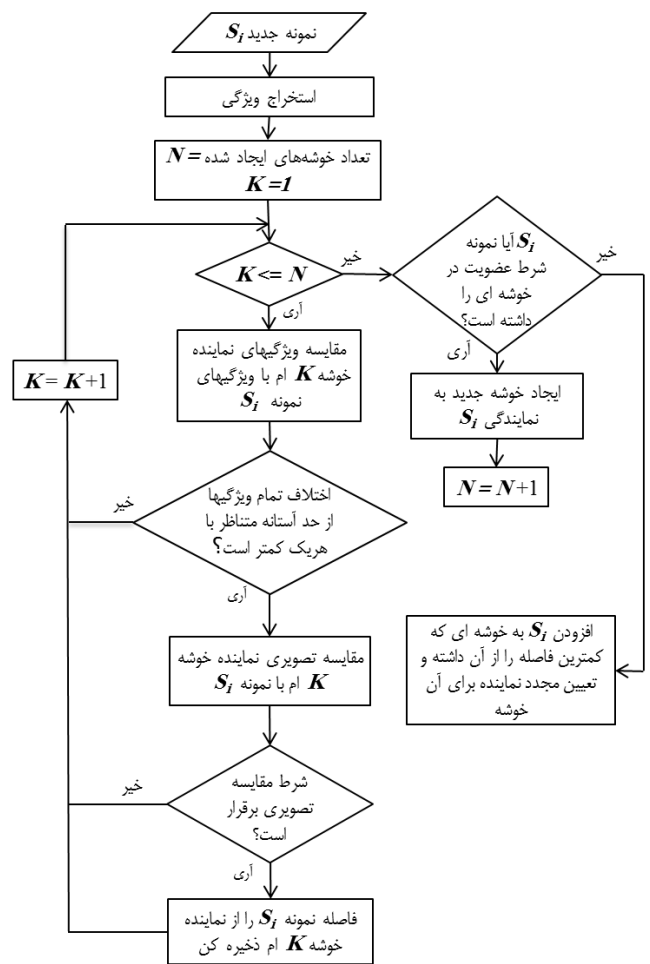 نمونه جدید Si
استخراج ویژگی
تعداد خوشه‌های ایجاد شده = N
K =1
K <= N
خیر
آری
Si آیا نمونه
شرط عضویت در
خوشه ای را
داشته است؟
خیر
آری
ایجاد خوشه جدید به
نمایندگی Si
N = N+1
افزودن Si به خوشه ای که
کمترین فاصله را از آن داشته و
تعیین مجدد نماینده برای آن
خوشه
مقایسه ویژگیهای نماینده
خوشه K ام با ویژگیهای
نمونه Si
K = K+1
اختلاف تمام ویژگیها
از حد آستانه متناظر با
هریک کمتر است؟
خیر
آری
مقایسه تصویری نماینده خوشه
K ام با نمونه Si
شرط مقایسه
تصویری برقرار
است؟
خیر
آری
فاصله نمونه Si را از نماینده
خوشه K ام ذخیره کن